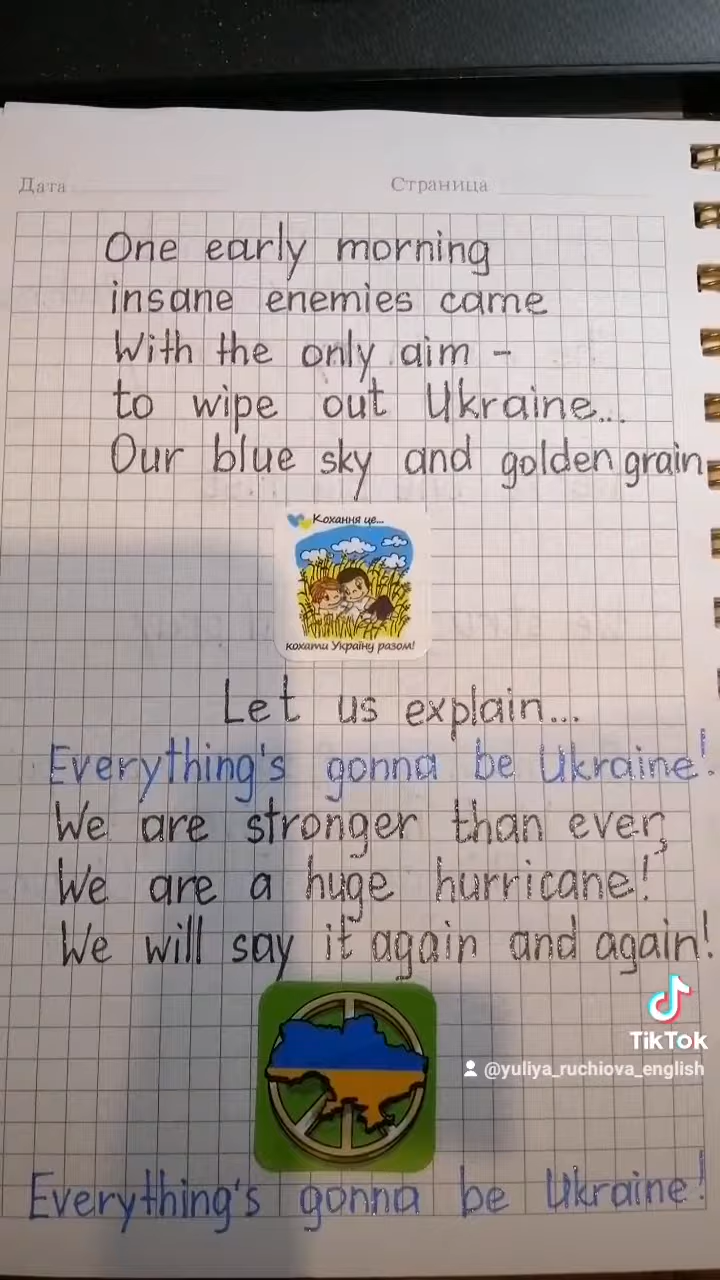 Дата Страница
One early morning
insane enemies came
With the only aim -
to wipe out Ukraine...
Our blue sky and golden grain
Кохання це...
кохати Україну разом!
Let us explain...
Everything's gonna be Ukraine!
We are stronger than ever,
We are a huge hurricane!
We will say it again and again!
TikTok
@yuliya_ruchiova_english
Everything's gonna be Ukraine!